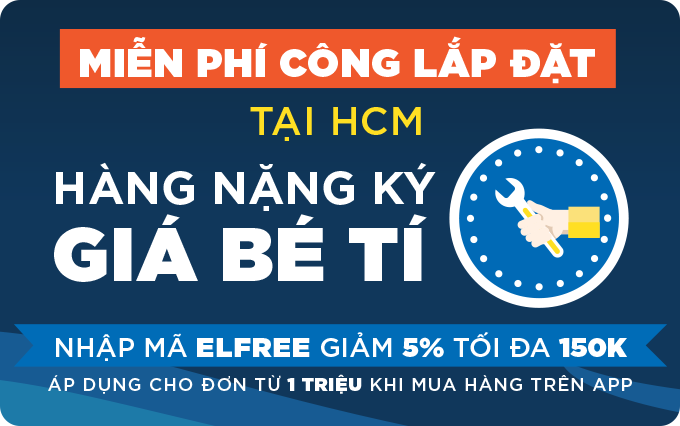 MIỄN PHÍ CÔNG LẮP ĐẶT
TẠI HCM
HÀNG NẶNG KÝ
GIÁ BÉ TÍ
NHẬP MÃ ELFREE GIẢM 5% TỐI ĐA 150K
ÁP DỤNG CHO ĐƠN TỪ 1 TRIỆU KHI MUA HÀNG TRÊN APP